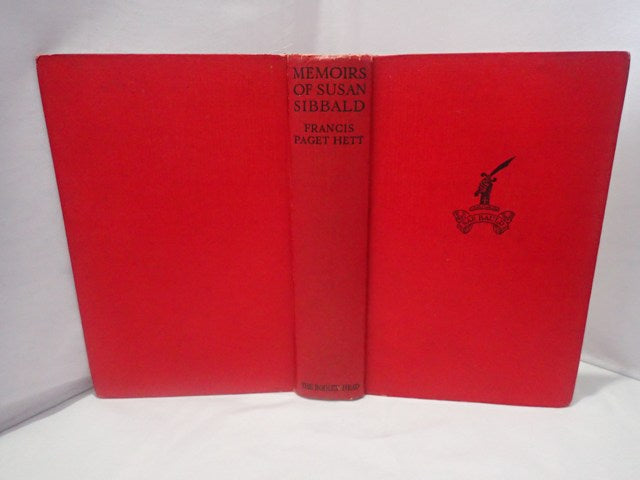 MEMOIRS
OF SUSAN
SIBBALD
FRANCIS
PAGET HETT
THE BODLEY HEAD